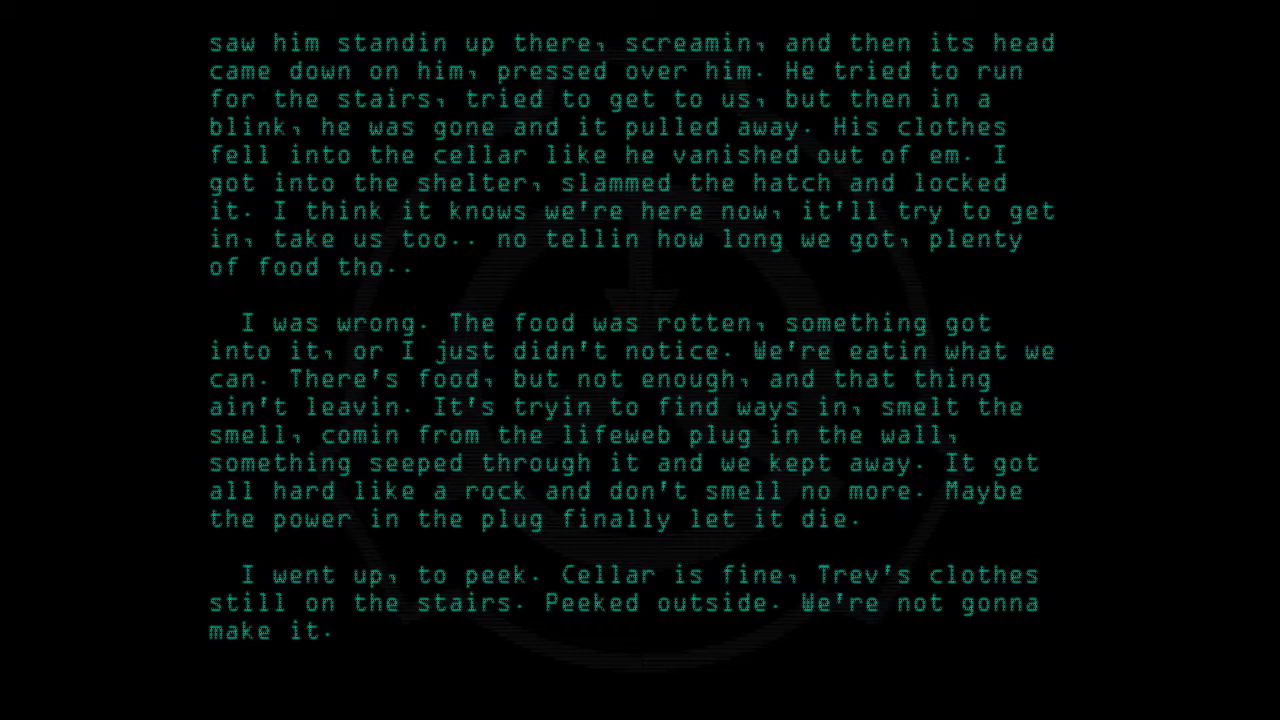 saw him standin up there, screamin, and then its head
came down on him, pressed over him. He tried to run
for the stairs, tried to get to us, but then in a
blink, he was gone and it pulled away. His clothes
fell into the cellar like he vanished out of em. I
got into the shelter, slammed the hatch and locked
it. I think it knows we're here now, it'll try to get
in, take us too.. no tellin how long we got, plenty
of food tho..
I was wrong. The food was rotten, something got
into it, or I just didn't notice. We're eatin what we
can. There's food, but not enough, and that thing
ain't leavin. It's tryin to find ways in, smelt the
smell, comin from the lifeweb plug in the wall,
something seeped through it and we kept away. It got
all hard like a rock and don't smell no more. Maybe
the power in the plug finally let it die.
I went up, to peek. Cellar is fine, Trev's clothes
still on the stairs. Peeked outside. We're not gonna
make it.